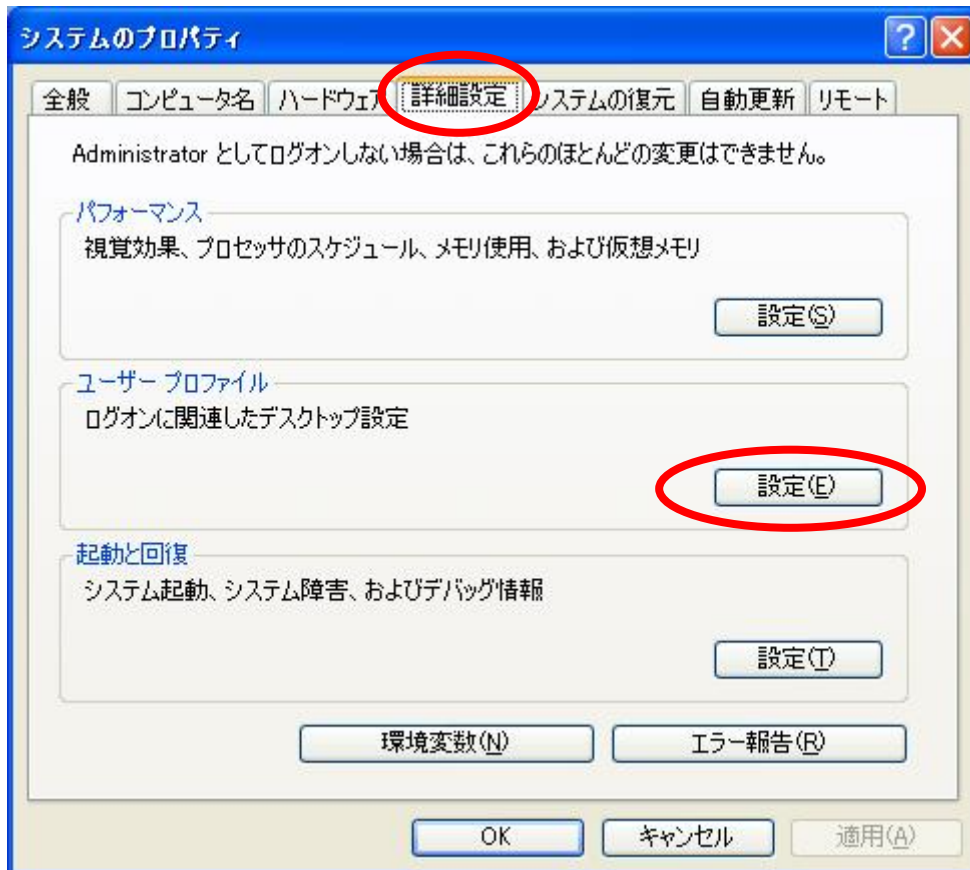 システムのプロパティ
全般 コンピュータ名 ハードウェア 詳細設定 システムの復元 自動更新 リモート
Administrator としてログオンしない場合は、これらのほとんどの変更はできません。
パフォーマンス
視覚効果、プロセッサのスケジュール、メモリ使用、および仮想メモリ
設定(S)
ユーザー プロファイル
ログオンに関連したデスクトップ設定
設定(E)
起動と回復
システム起動、システム障害、およびデバッグ情報
設定(T)
環境変数(N) エラー報告(R)
OK キャンセル 適用(A)